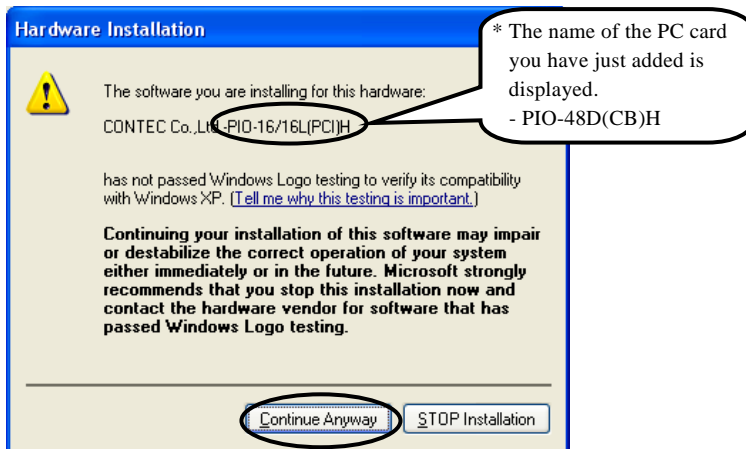 Hardware Installation
* The name of the PC card
you have just added is
displayed.
- PIO-48D(CB)H
The software you are installing for this hardware:
CONTEC Co.,Ltd.-PIO-16/16L(PCI)H
has not passed Windows Logo testing to verify its compatibility
with Windows XP. (Tell me why this testing is important.)
Continuing your installation of this software may impair
or destabilize the correct operation of your system
either immediately or in the future. Microsoft strongly
recommends that you stop this installation now and
contact the hardware vendor for software that has
passed Windows Logo testing.
Continue Anyway
STOP Installation